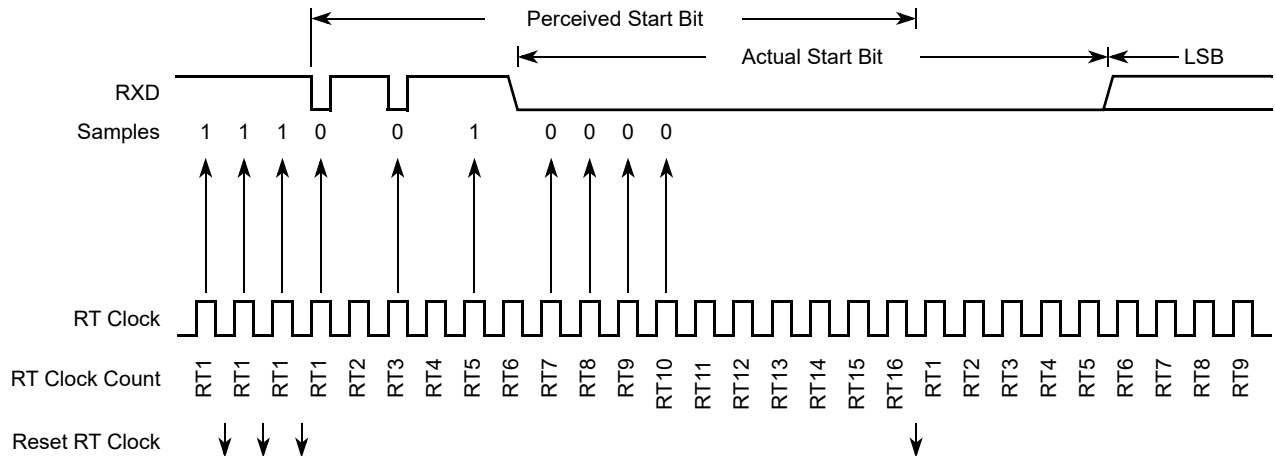 Perceived Start Bit
Actual Start Bit
LSB
RXD
Samples 1 1 1 0 0 1 0 0 0 0
RT Clock
RT Clock Count RT1 RT1 RT1 RT1 RT2 RT3 RT4 RT5 RT6 RT7 RT8 RT9 RT10 RT11 RT12 RT13 RT14 RT15 RT16 RT1 RT2 RT3 RT4 RT5 RT6 RT7 RT8 RT9
Reset RT Clock